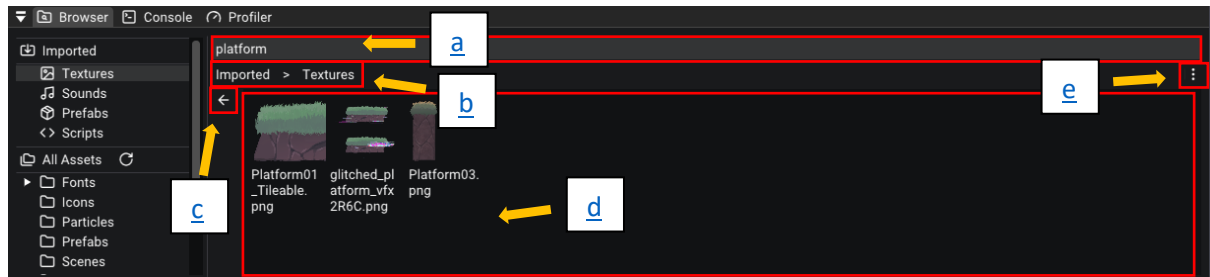 Browser Console Profiler
Imported
Textures
Sounds
Prefabs
Scripts
All Assets
Fonts
Icons
Particles
Prefabs
Scenes
platform
Imported > Textures
Platform01
_Tileable.
png
glitched_pl
atform_vfx
2R6C.png
Platform03.
png
a
b
c
d
e